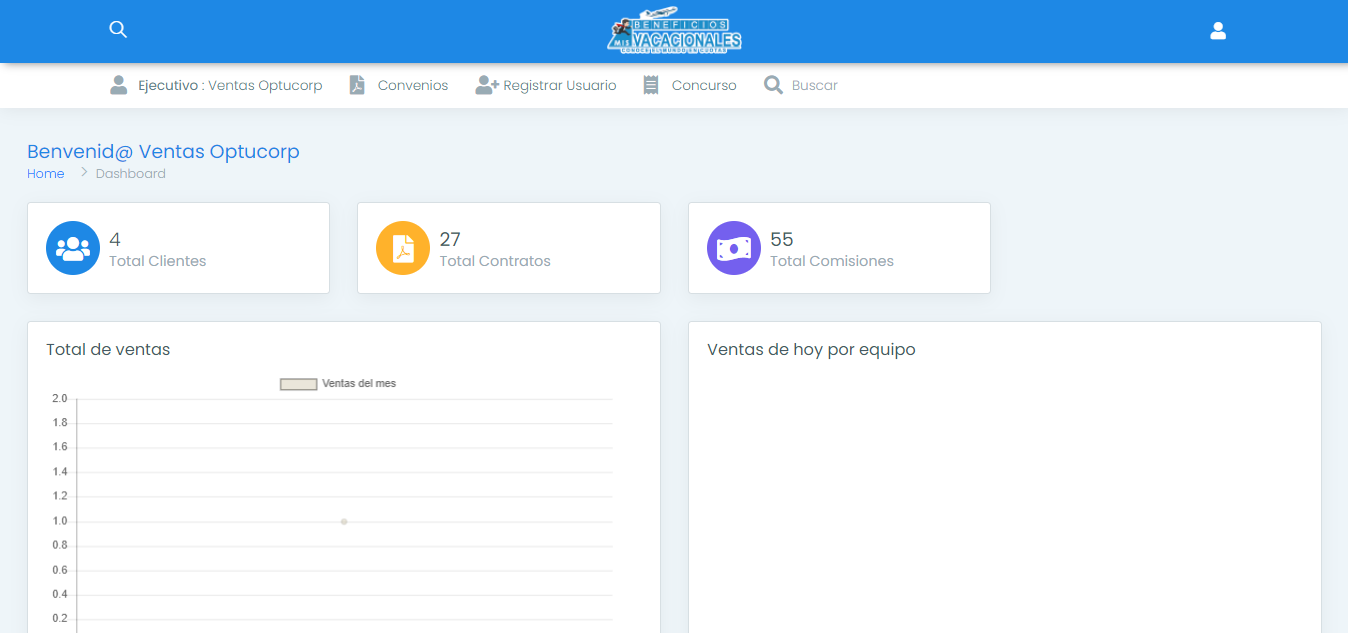 BENEFICIOS
MIS VACACIONALES
CONOCE EL MUNDO EN CUOTAS
Ejecutivo : Ventas Optucorp
Convenios
Registrar Usuario
Concurso
Buscar
Benvenid@ Ventas Optucorp
Home
Dashboard
4
Total Clientes
27
Total Contratos
55
Total Comisiones
Total de ventas
Ventas del mes
2.0
1.8
1.6
1.4
1.2
1.0
0.8
0.6
0.4
0.2
Ventas de hoy por equipo